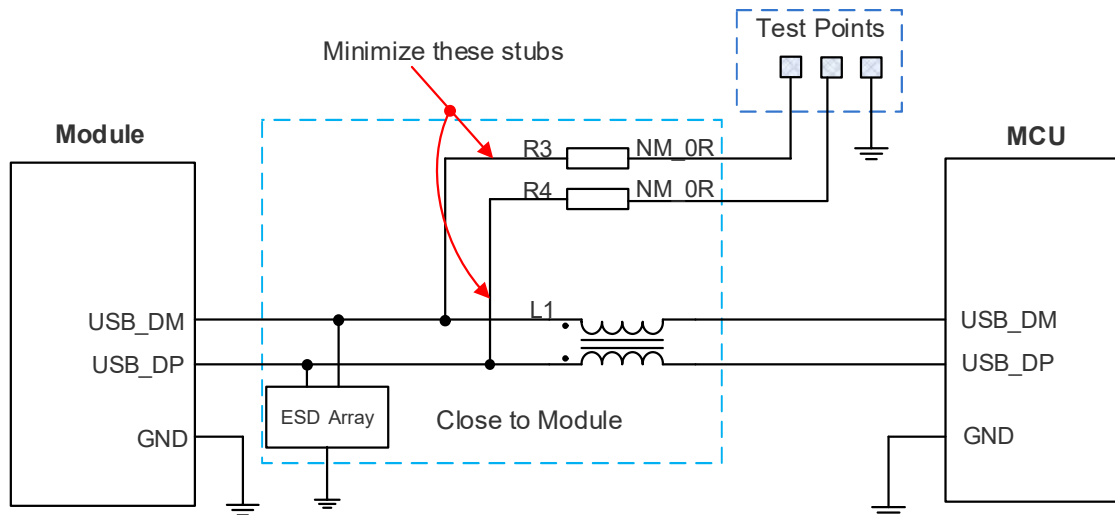 Test Points
Minimize these stubs
Module
MCU
R3 NM_0R
R4 NM_0R
L1
USB_DM
USB_DM
USB_DP
USB_DP
ESD Array
Close to Module
GND
GND